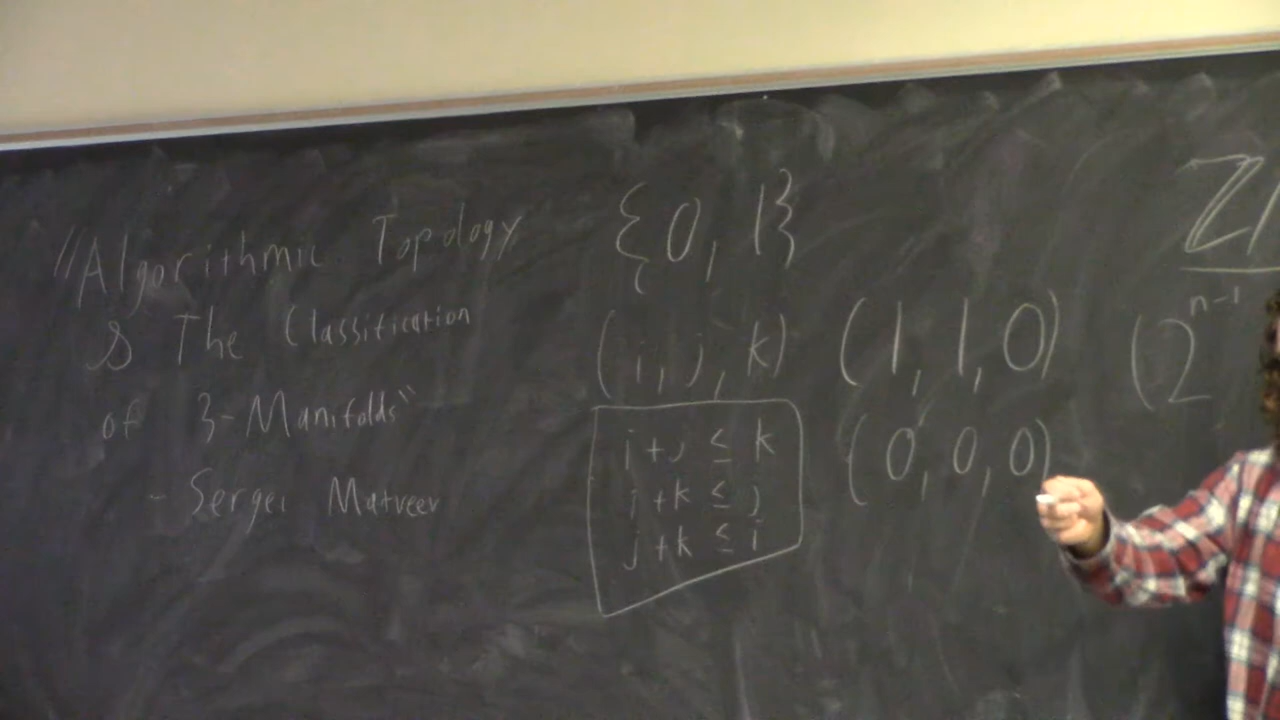 "Algorithmic Topology
& The Classification
of 3-Manifolds"
- Sergei Matveev
{0, 1}
(i, j, k)
i + j ≤ k
i + k ≤ j
j + k ≤ i
(1, 1, 0)
(0, 0, 0)
(2^{n-1}